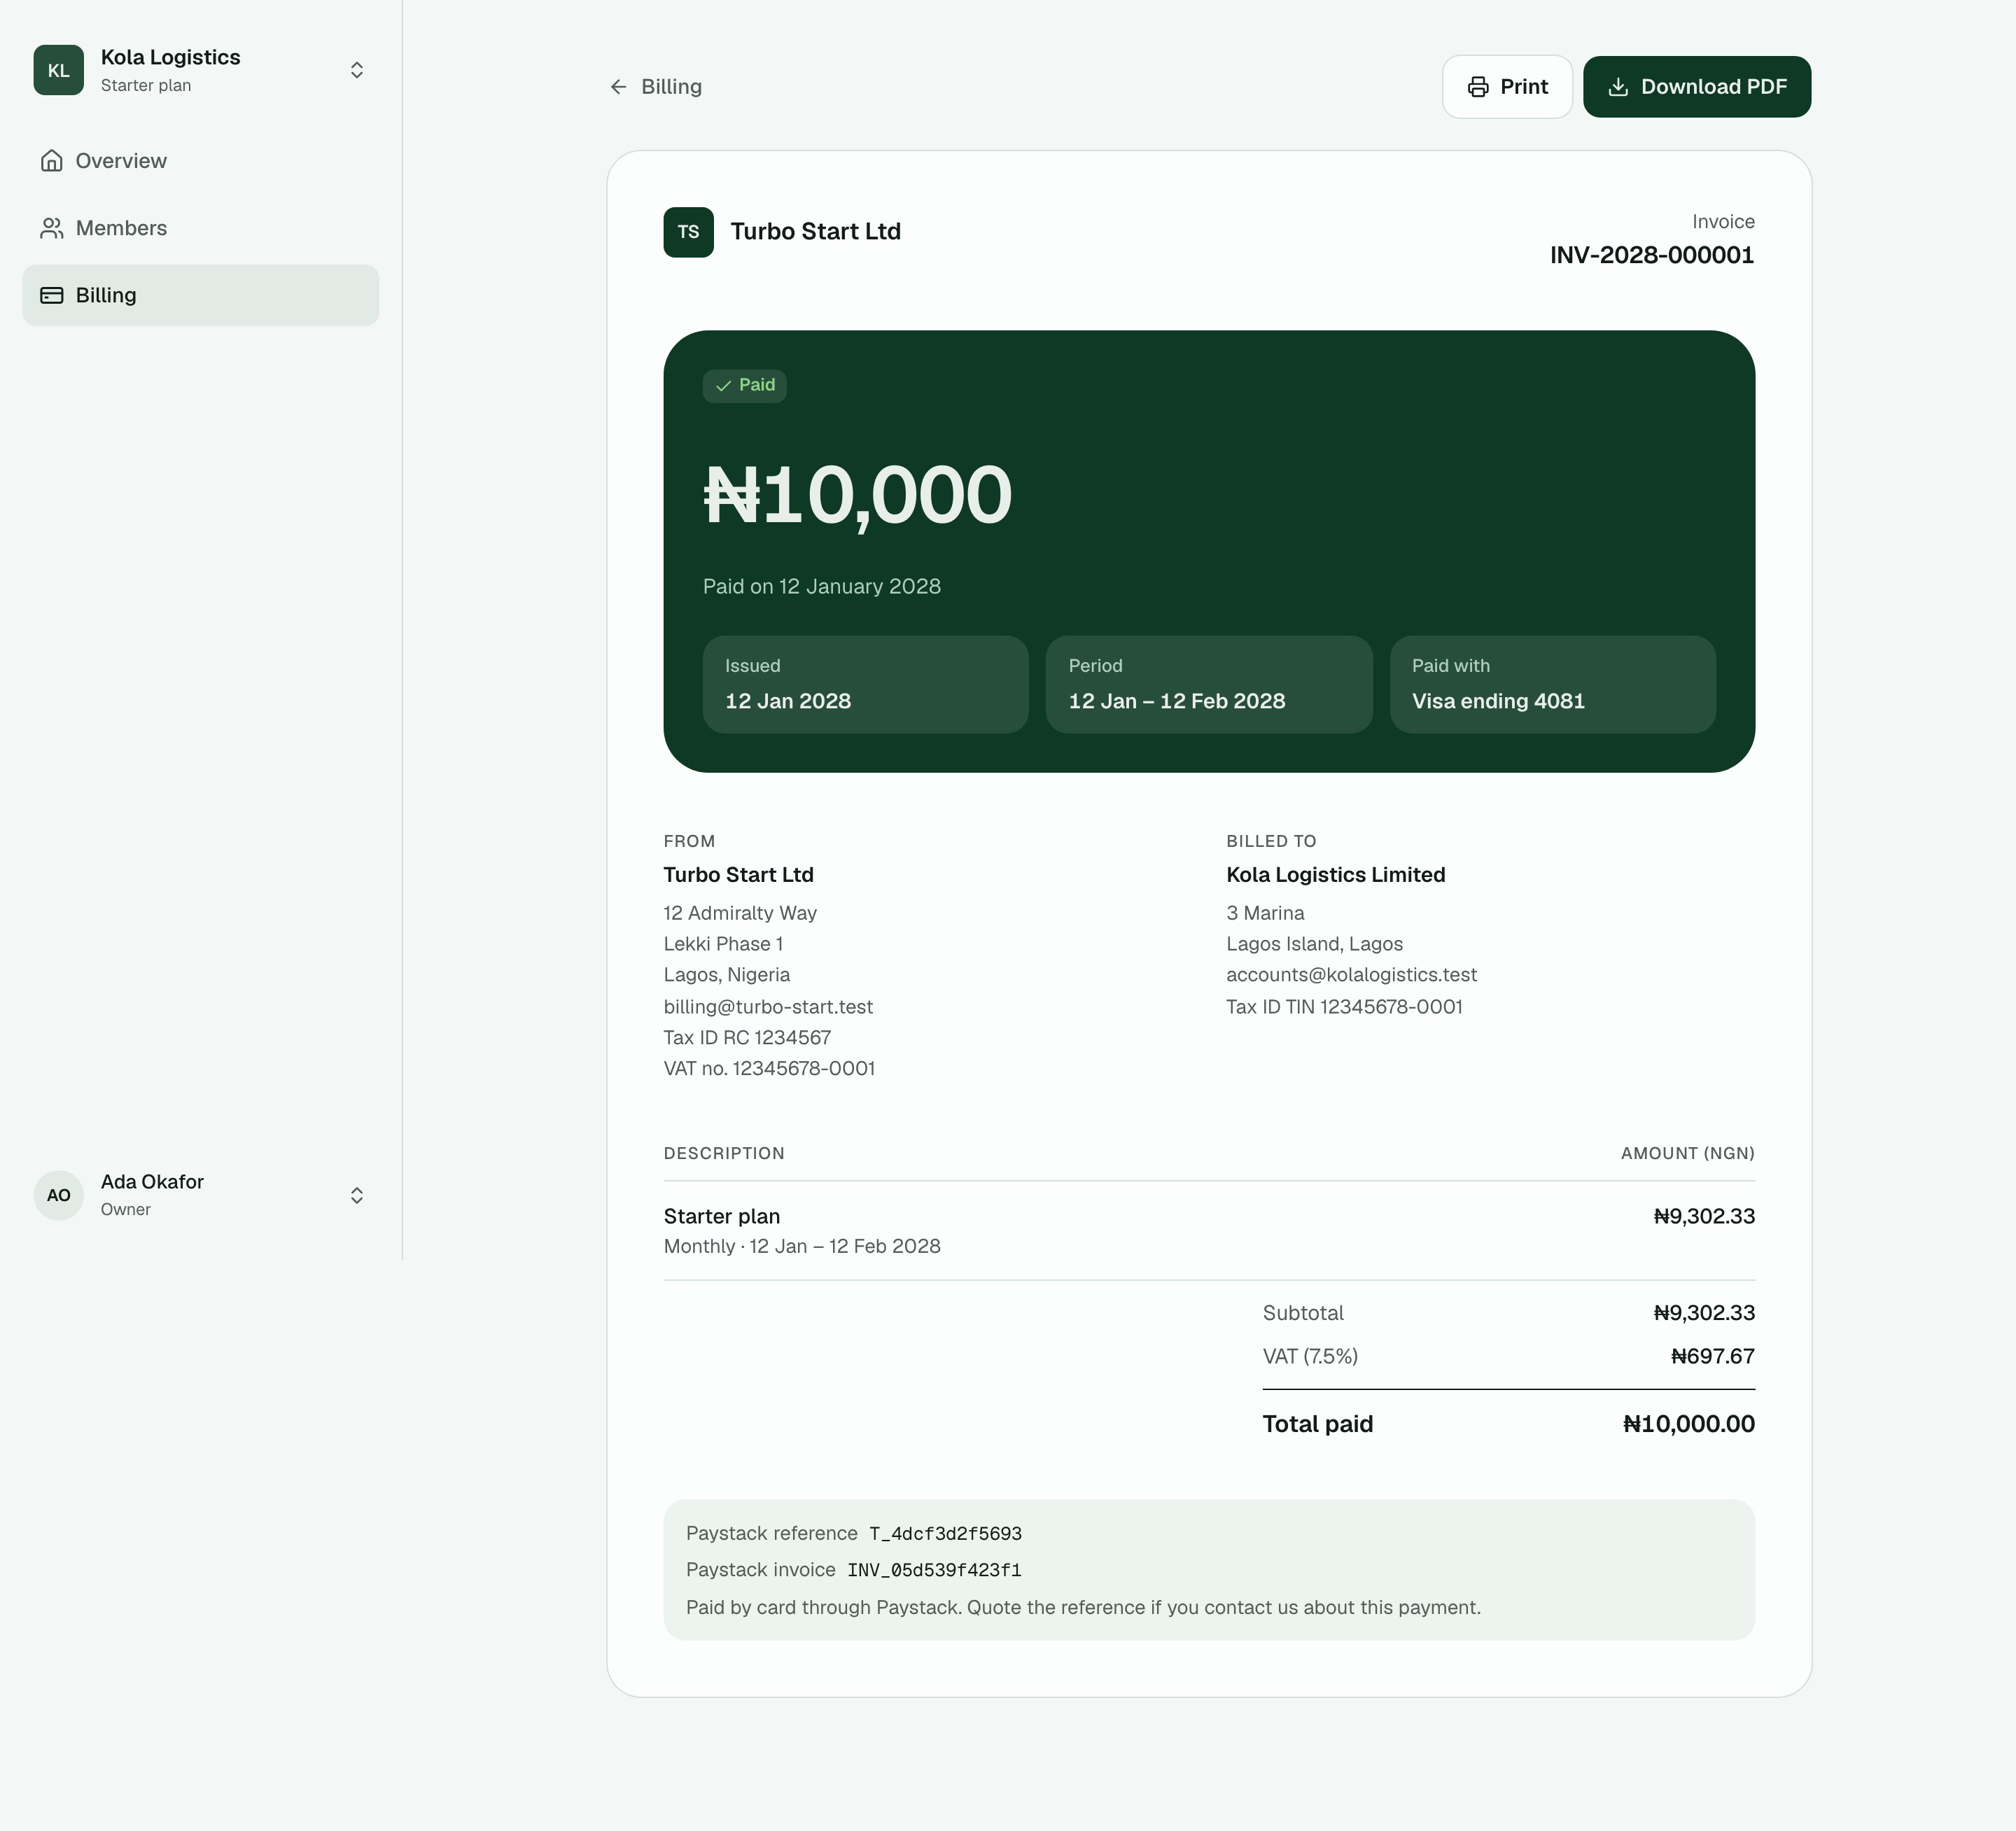 KL
Kola Logistics
Starter plan
Overview
Members
Billing
AO
Ada Okafor
Owner
Billing
Print
Download PDF
TS
Turbo Start Ltd
Invoice
INV-2028-000001
Paid
₦10,000
Paid on 12 January 2028
Issued
12 Jan 2028
Period
12 Jan – 12 Feb 2028
Paid with
Visa ending 4081
FROM
Turbo Start Ltd
12 Admiralty Way
Lekki Phase 1
Lagos, Nigeria
billing@turbo-start.test
Tax ID RC 1234567
VAT no. 12345678-0001
BILLED TO
Kola Logistics Limited
3 Marina
Lagos Island, Lagos
accounts@kolalogistics.test
Tax ID TIN 12345678-0001
DESCRIPTION AMOUNT (NGN)
Starter plan ₦9,302.33
Monthly · 12 Jan – 12 Feb 2028
Subtotal ₦9,302.33
VAT (7.5%) ₦697.67
Total paid ₦10,000.00
Paystack reference T_4dcf3d2f5693
Paystack invoice INV_05d539f423f1
Paid by card through Paystack. Quote the reference if you contact us about this payment.